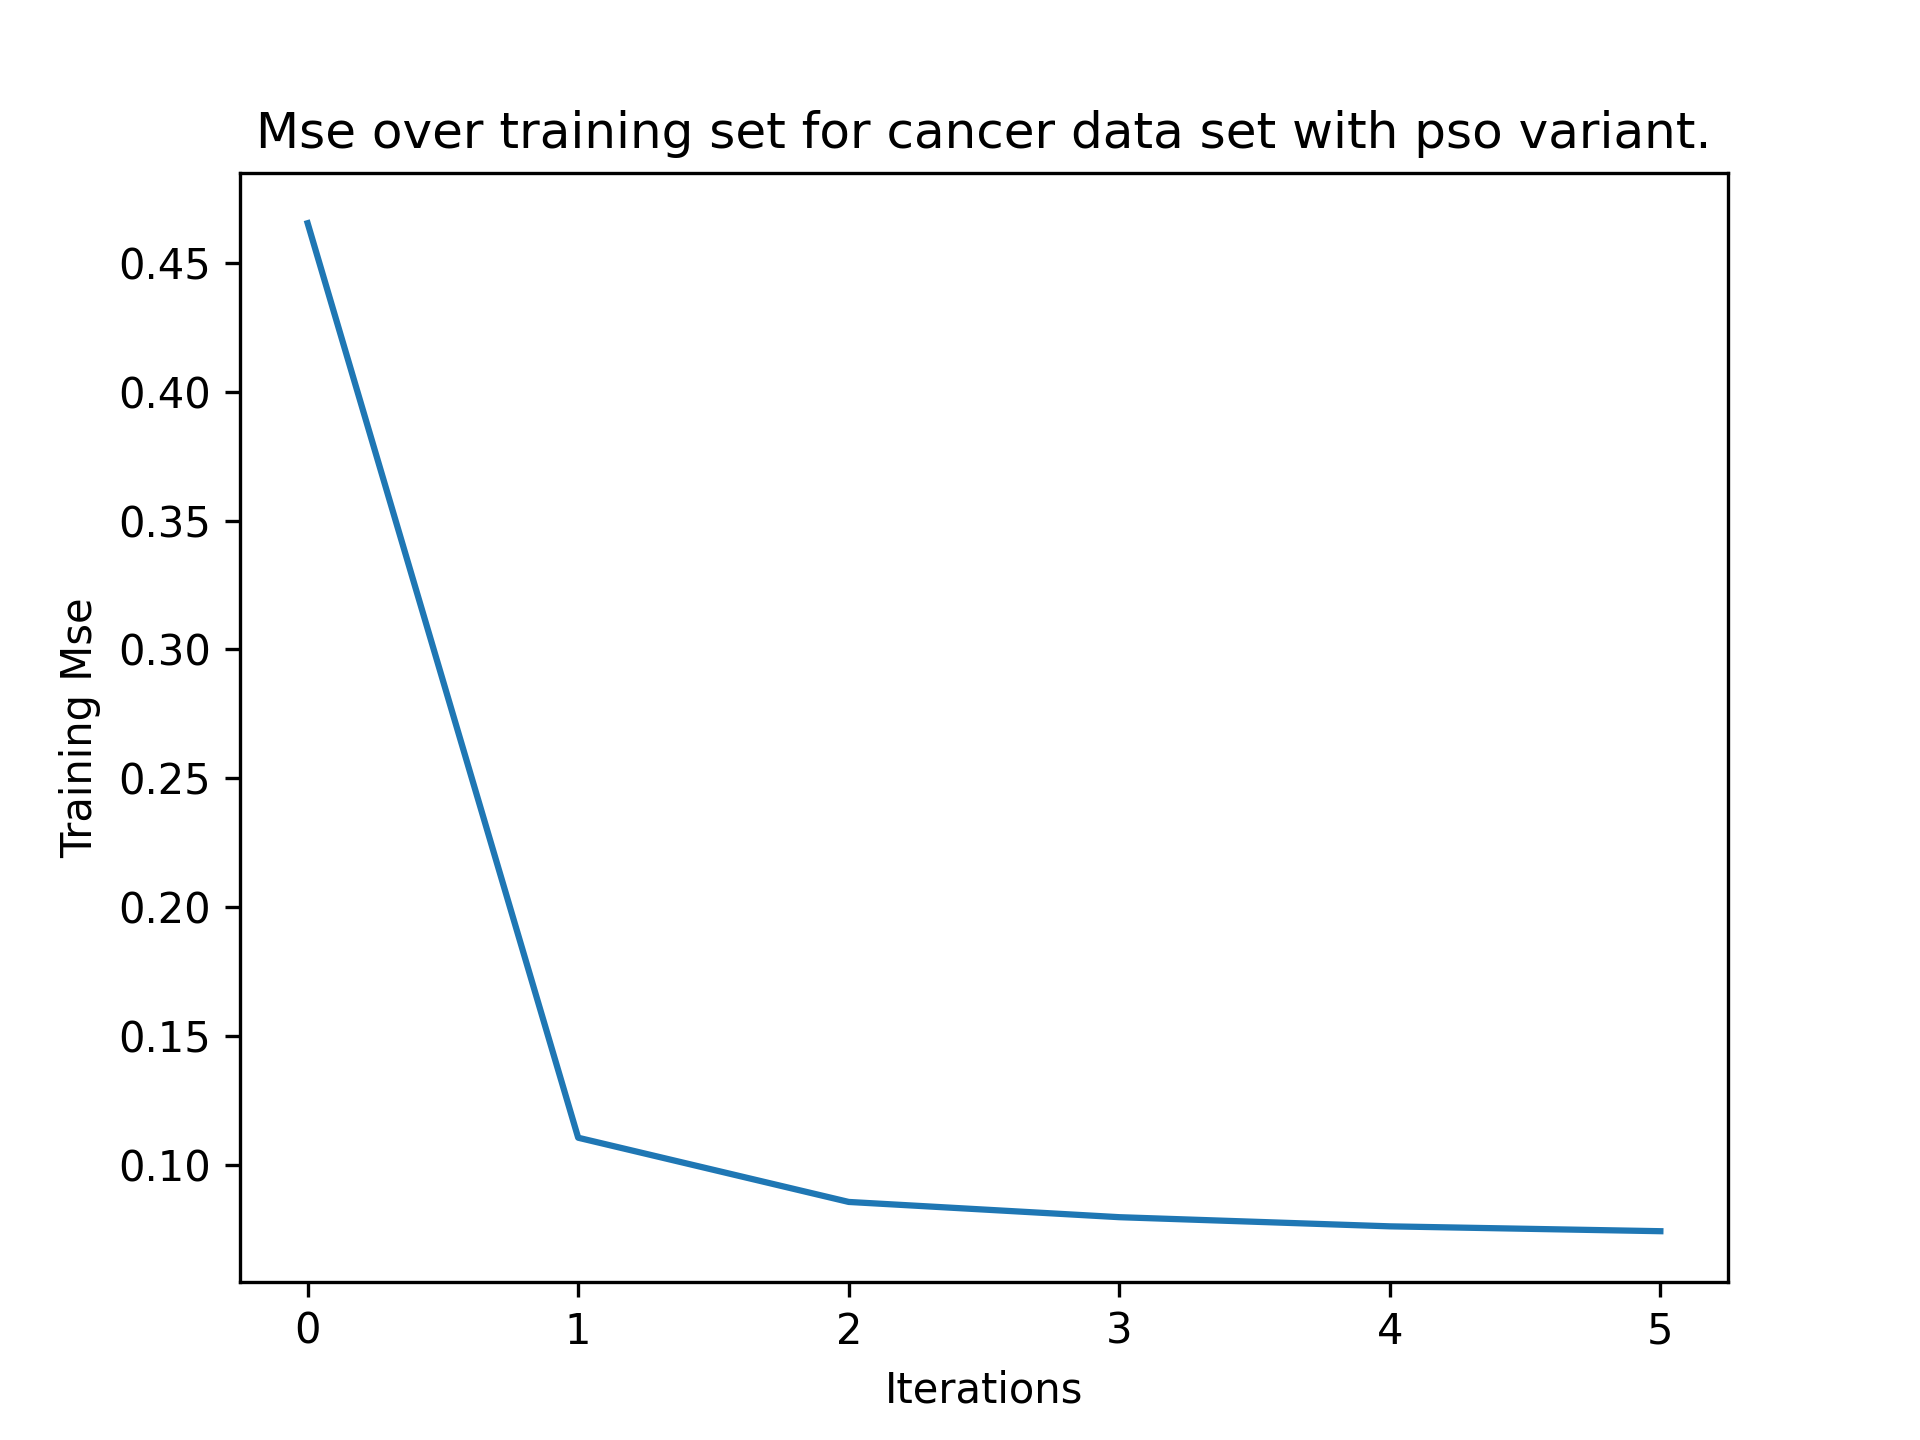 Mse over training set for cancer data set with pso variant.
Training Mse
0.45
0.40
0.35
0.30
0.25
0.20
0.15
0.10
0 1 2 3 4 5
Iterations